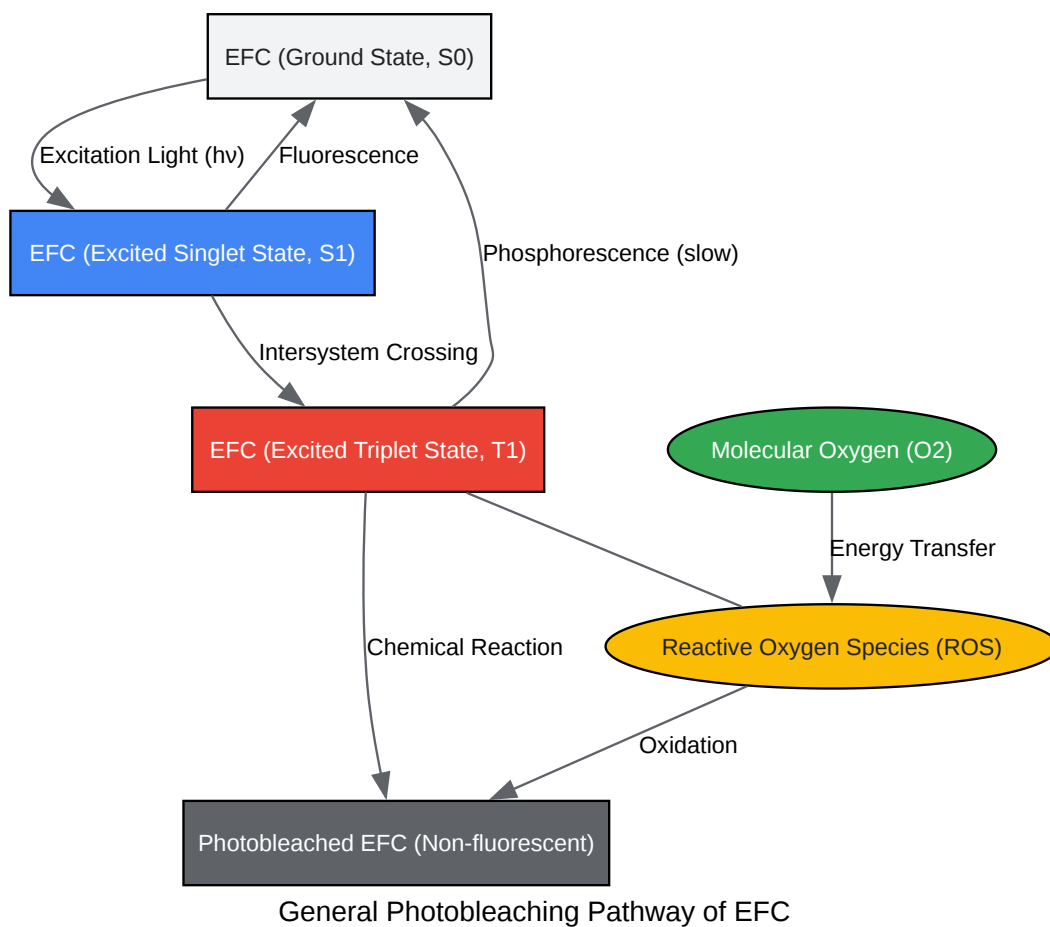 EFC (Ground State, S0)
Excitation Light (hν)
Fluorescence
EFC (Excited Singlet State, S1)
Phosphorescence (slow)
Intersystem Crossing
EFC (Excited Triplet State, T1)
Molecular Oxygen (O2)
Energy Transfer
Chemical Reaction
Reactive Oxygen Species (ROS)
Oxidation
Photobleached EFC (Non-fluorescent)
General Photobleaching Pathway of EFC